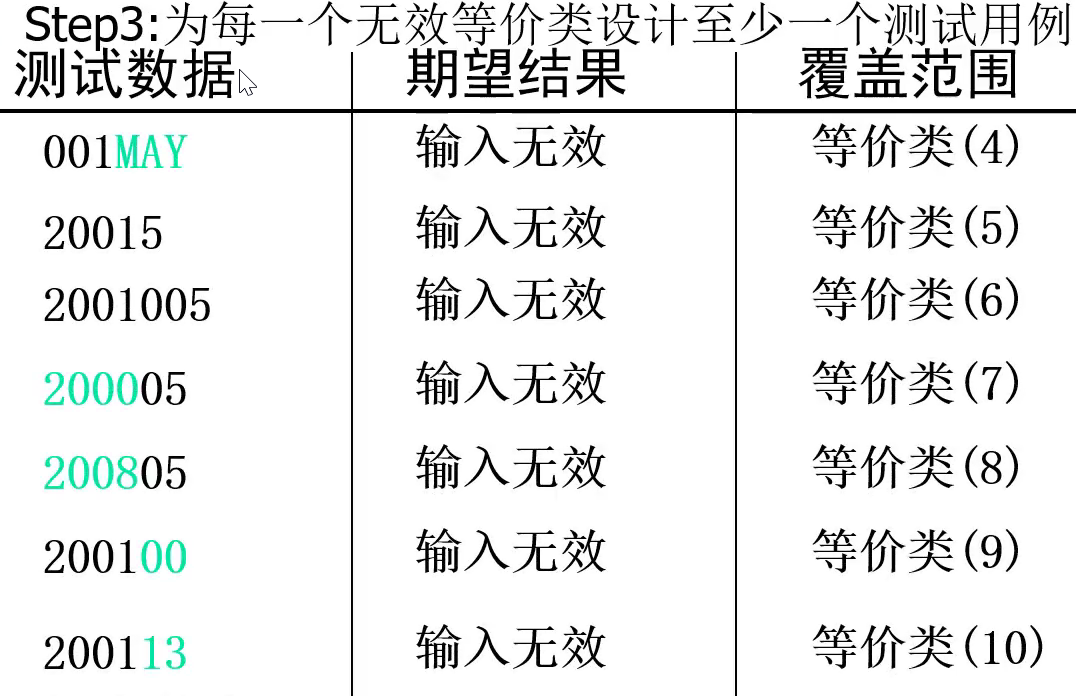 Step3:为每一个无效等价类设计至少一个测试用例
测试数据 期望结果 覆盖范围
001MAY 输入无效 等价类(4)
20015 输入无效 等价类(5)
2001005 输入无效 等价类(6)
200005 输入无效 等价类(7)
200805 输入无效 等价类(8)
200100 输入无效 等价类(9)
200113 输入无效 等价类(10)